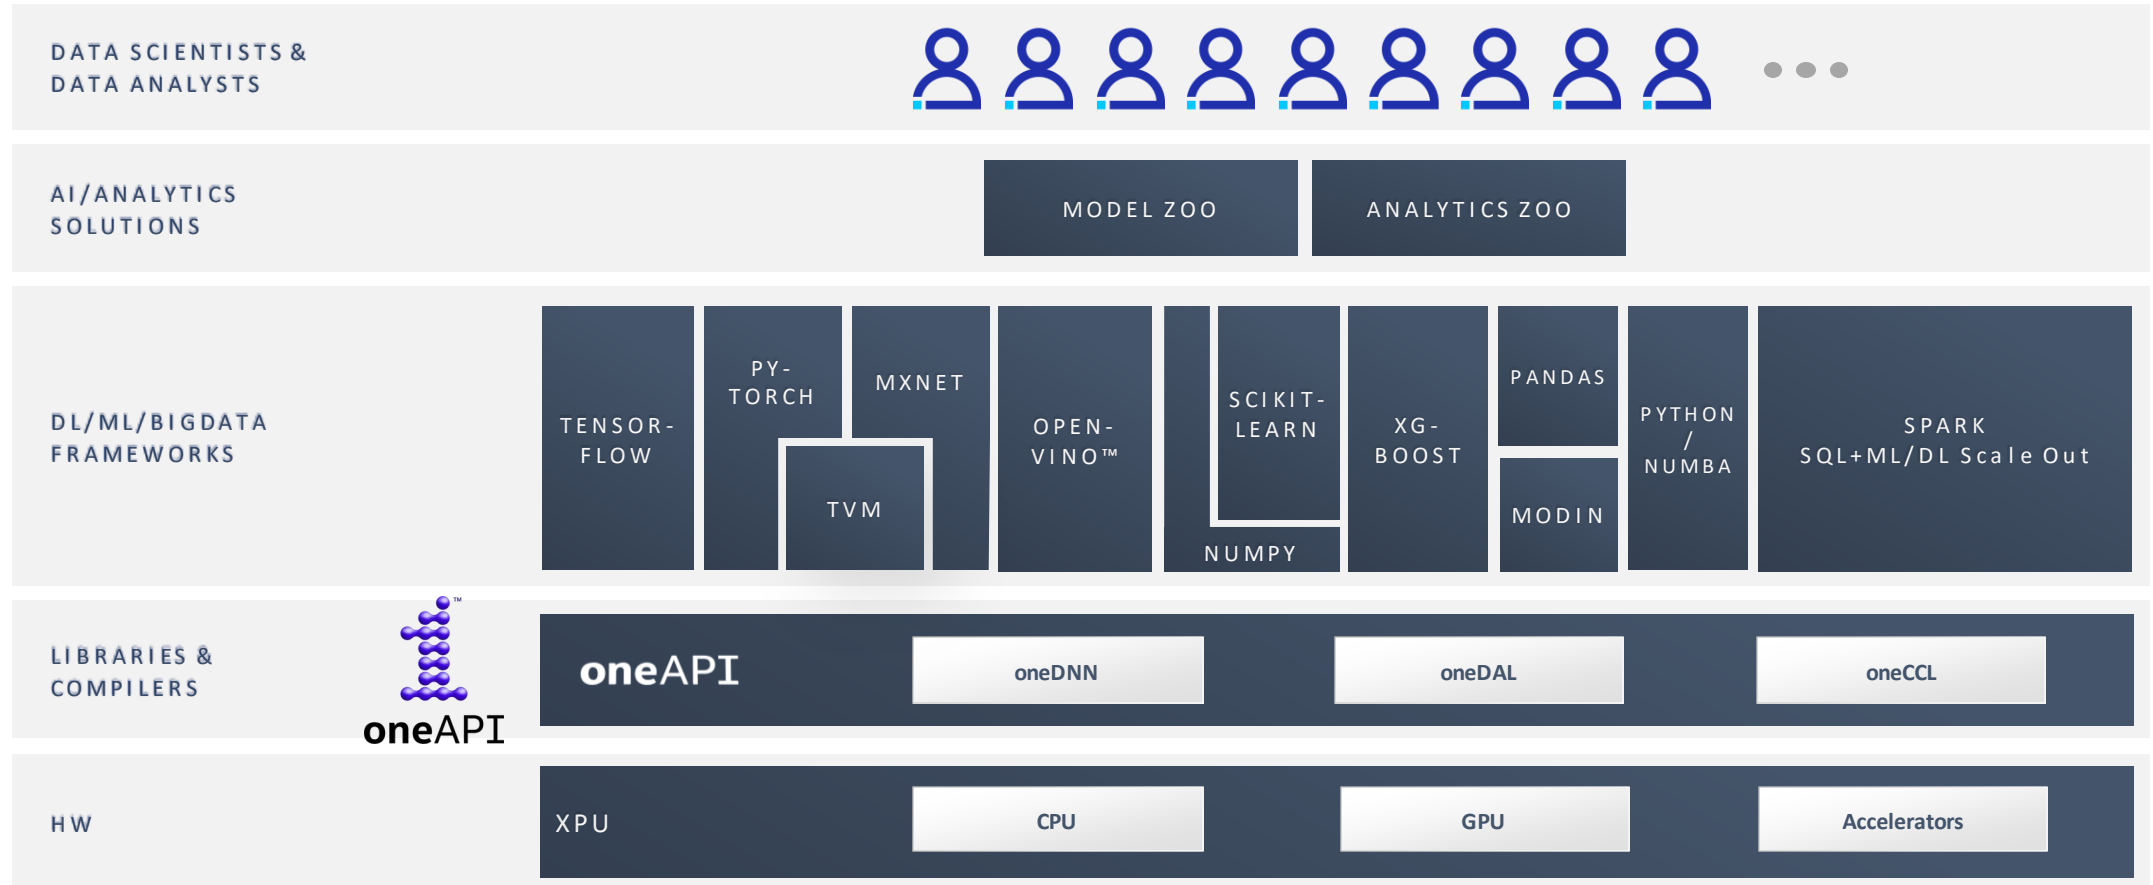 DATA SCIENTISTS &
DATA ANALYSTS
AI/ANALYTICS
SOLUTIONS
MODEL ZOO
ANALYTICS ZOO
DL/ML/BIGDATA
FRAMEWORKS
TENSOR-
FLOW
PY-
TORCH
MXNET
TVM
OPEN-
VINO™
SCIKIT-
LEARN
NUMPY
XG-
BOOST
PANDAS
MODIN
PYTHON
/
NUMBA
SPARK
SQL+ML/DL Scale Out
LIBRARIES &
COMPILERS
™
oneAPI
oneAPI
oneDNN
oneDAL
oneCCL
HW
XPU
CPU
GPU
Accelerators